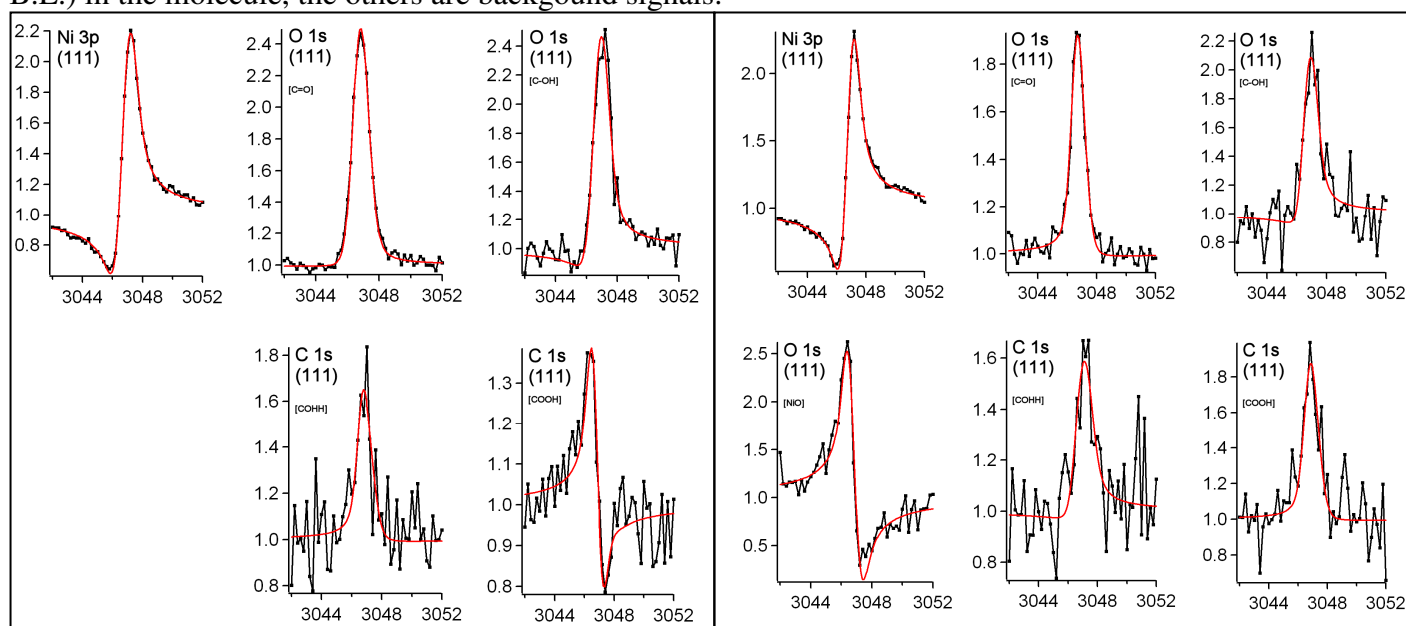 B.E.) in the molecule, the others are backgound signals.
Ni 3p
(111)
2.2
2.0
1.8
1.6
1.4
1.2
1.0
0.8
3044 3048 3052
O 1s
(111)
[C=O]
2.4
2.2
2.0
1.8
1.6
1.4
1.2
1.0
3044 3048 3052
O 1s
(111)
[C-OH]
2.4
2.2
2.0
1.8
1.6
1.4
1.2
1.0
3044 3048 3052
C 1s
(111)
[COHH]
1.8
1.6
1.4
1.2
1.0
0.8
3044 3048 3052
C 1s
(111)
[COOH]
1.3
1.2
1.1
1.0
0.9
0.8
3044 3048 3052
Ni 3p
(111)
2.0
1.5
1.0
3044 3048 3052
O 1s
(111)
[C=O]
1.8
1.6
1.4
1.2
1.0
3044 3048 3052
O 1s
(111)
[C-OH]
2.2
2.0
1.8
1.6
1.4
1.2
1.0
0.8
3044 3048 3052
O 1s
(111)
[NiO]
2.5
2.0
1.5
1.0
0.5
3044 3048 3052
C 1s
(111)
[COHH]
1.6
1.4
1.2
1.0
0.8
3044 3048 3052
C 1s
(111)
[COOH]
1.8
1.6
1.4
1.2
1.0
0.8
3044 3048 3052